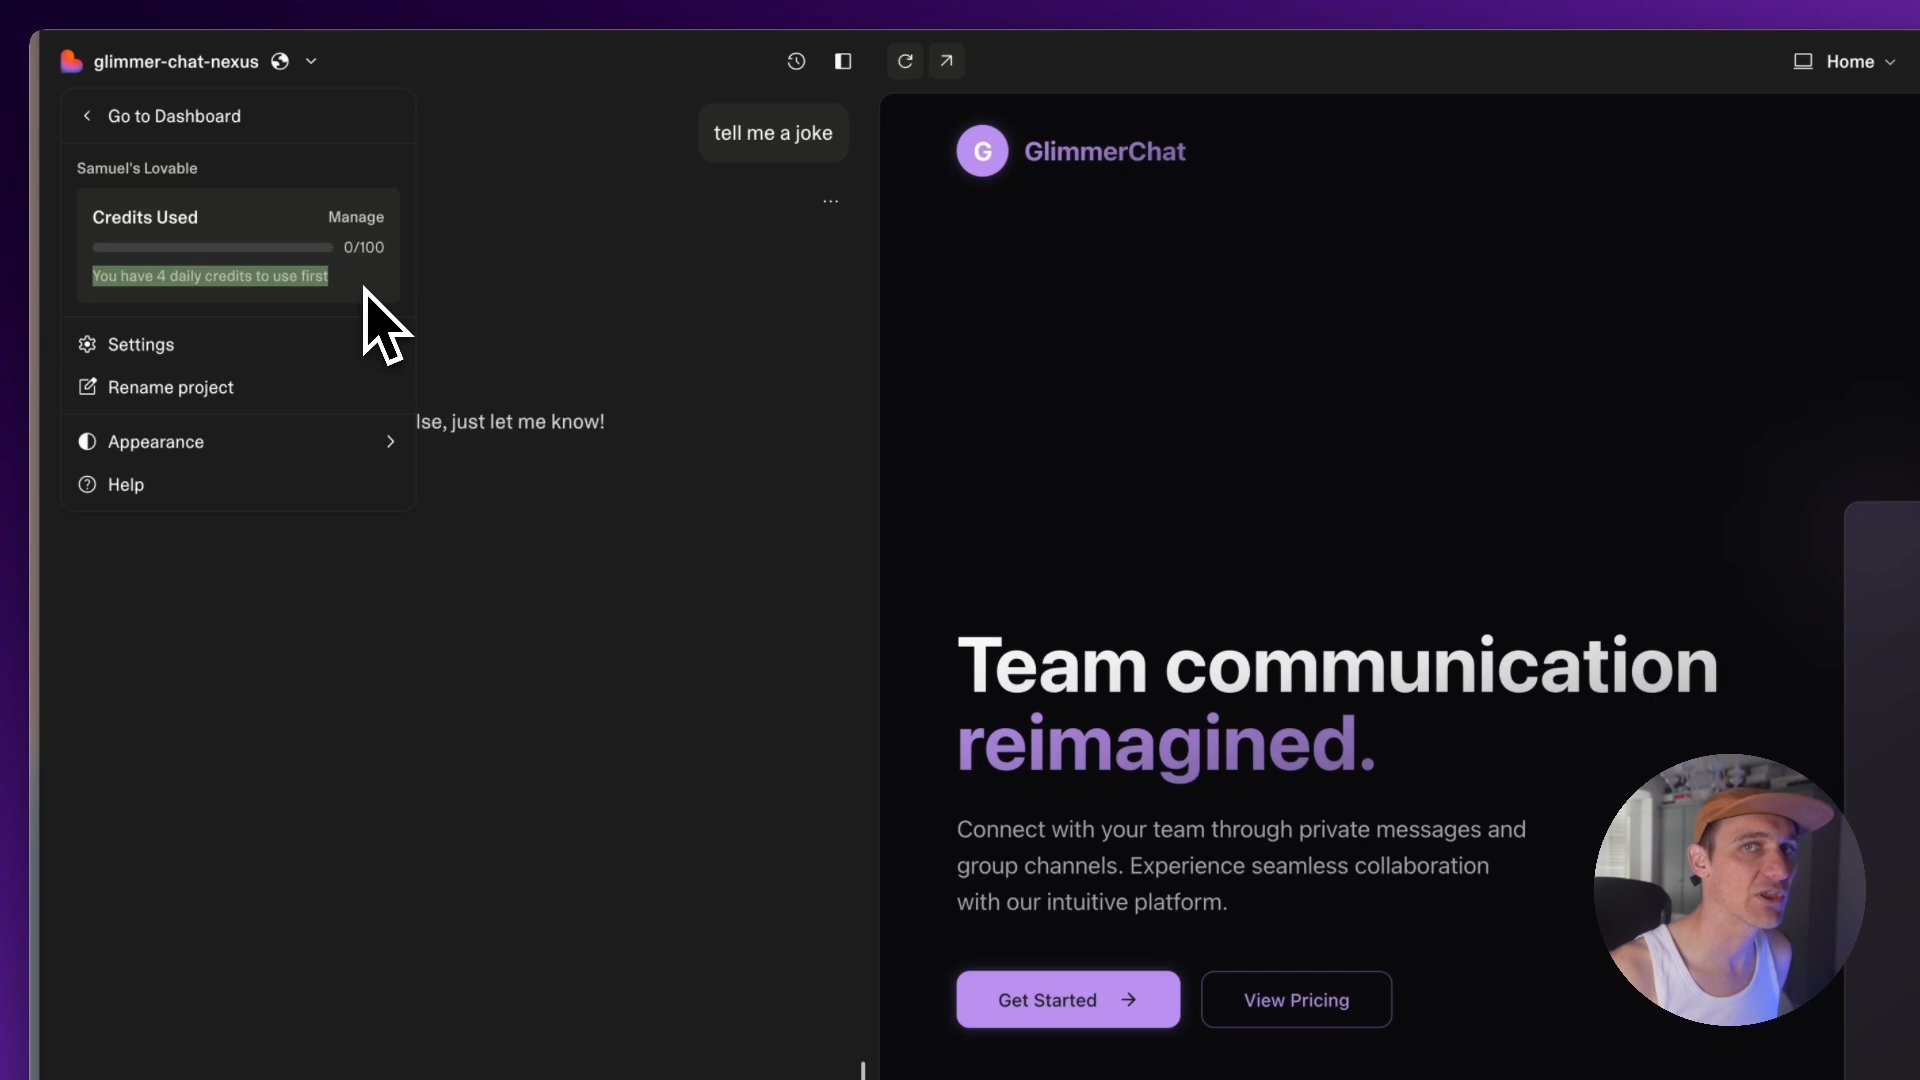 glimmer-chat-nexus
Go to Dashboard
Samuel's Lovable
Credits Used
Manage
0/100
You have 4 daily credits to use first
Settings
Rename project
Appearance
Help
tell me a joke
...
lse, just let me know!
Home
G
GlimmerChat
Team communication
reimagined.
Connect with your team through private messages and
group channels. Experience seamless collaboration
with our intuitive platform.
Get Started
View Pricing